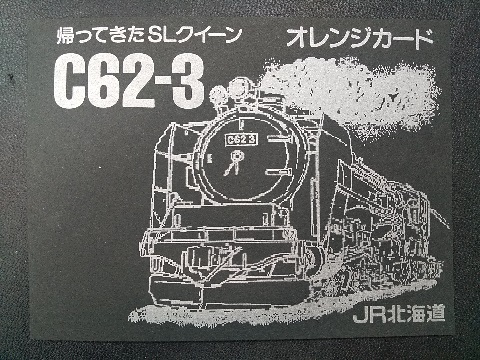 帰ってきたSLクイーン
オレンジカード
C62-3
C62 3
JR北海道